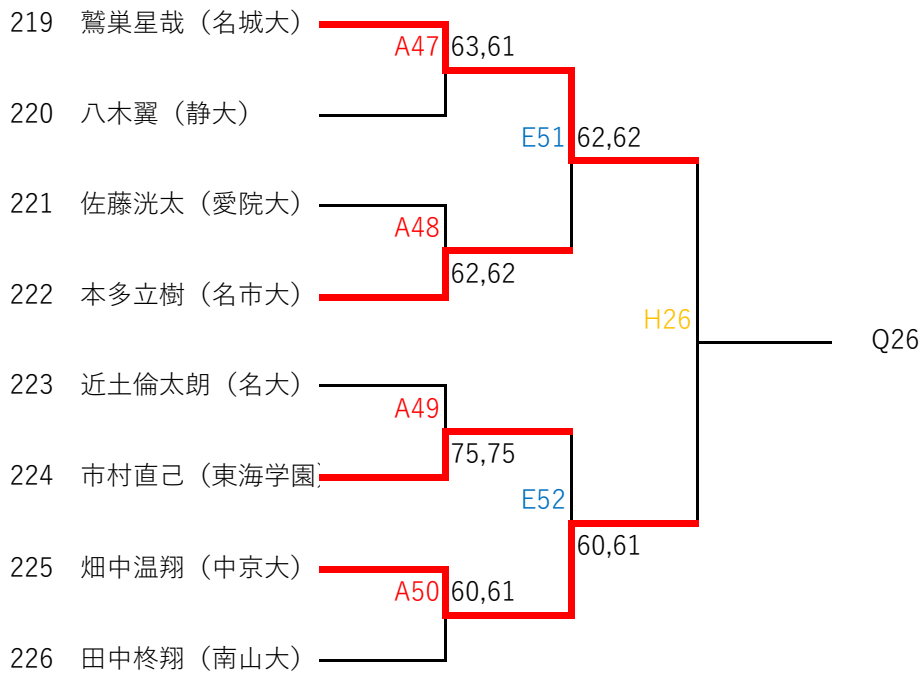 219 鷲巣星哉（名城大）
A47 63,61
220 八木翼（静大）
E51 62,62
221 佐藤洸太（愛院大）
A48
62,62
222 本多立樹（名市大）
H26
Q26
223 近土倫太朗（名大）
A49
75,75
224 市村直己（東海学園）
E52
60,61
225 畑中温翔（中京大）
A50 60,61
226 田中柊翔（南山大）